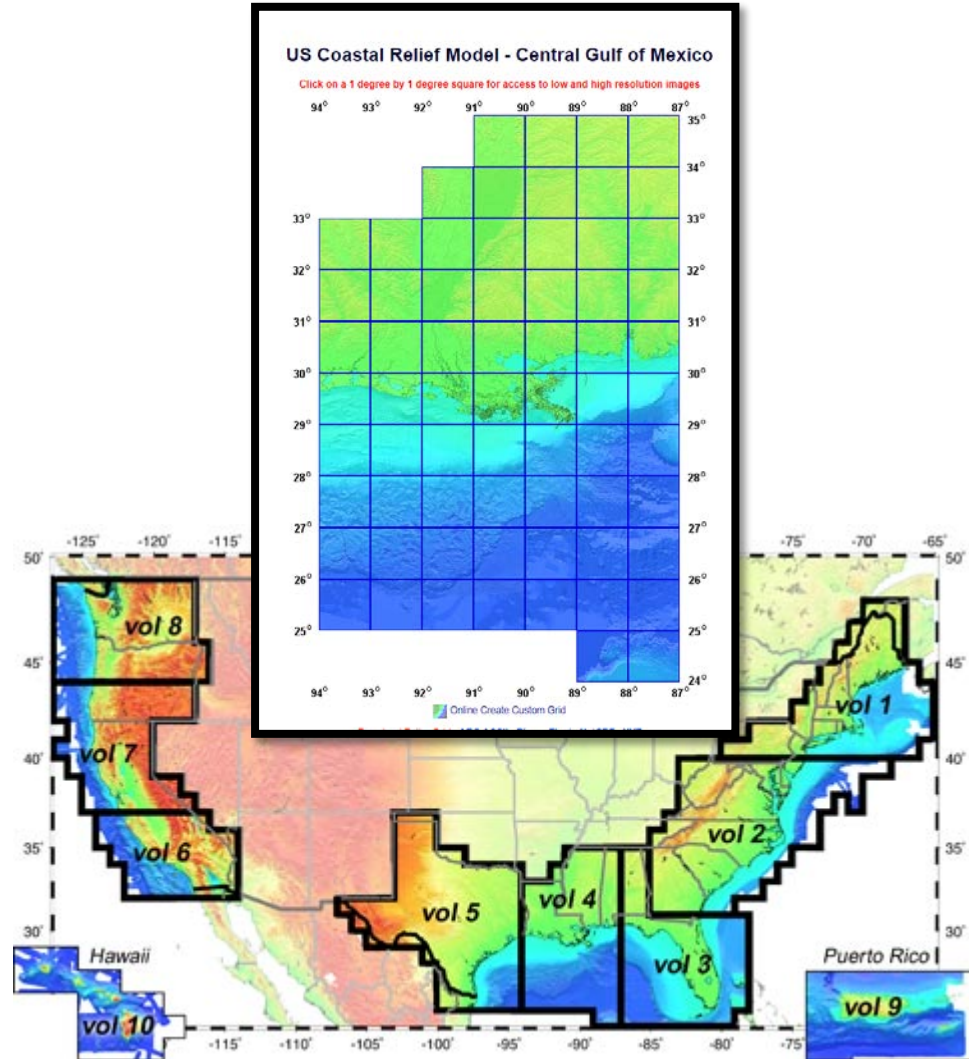 US Coastal Relief Model - Central Gulf of Mexico
Click on a 1 degree by 1 degree square for access to low and high resolution images
94° 93° 92° 91° 90° 89° 88° 87°
35°
34°
33° 33°
32° 32°
31° 31°
30° 30°
29° 29°
28° 28°
27° 27°
26° 26°
25° 25°
24°
94° 93° 92° 91° 90° 89° 88° 87°
Online Create Custom Grid
-125 -120 -115 -75 -70 -65
50°
45° 45°
40° 40°
35° 35°
30° 30°
vol 8
vol 7
vol 6
vol 5
vol 4
vol 3
vol 2
vol 1
Hawaii
vol 10
Puerto Rico
vol 9
-115 -110 -105 -100 -95 -90 -85 -80 -75